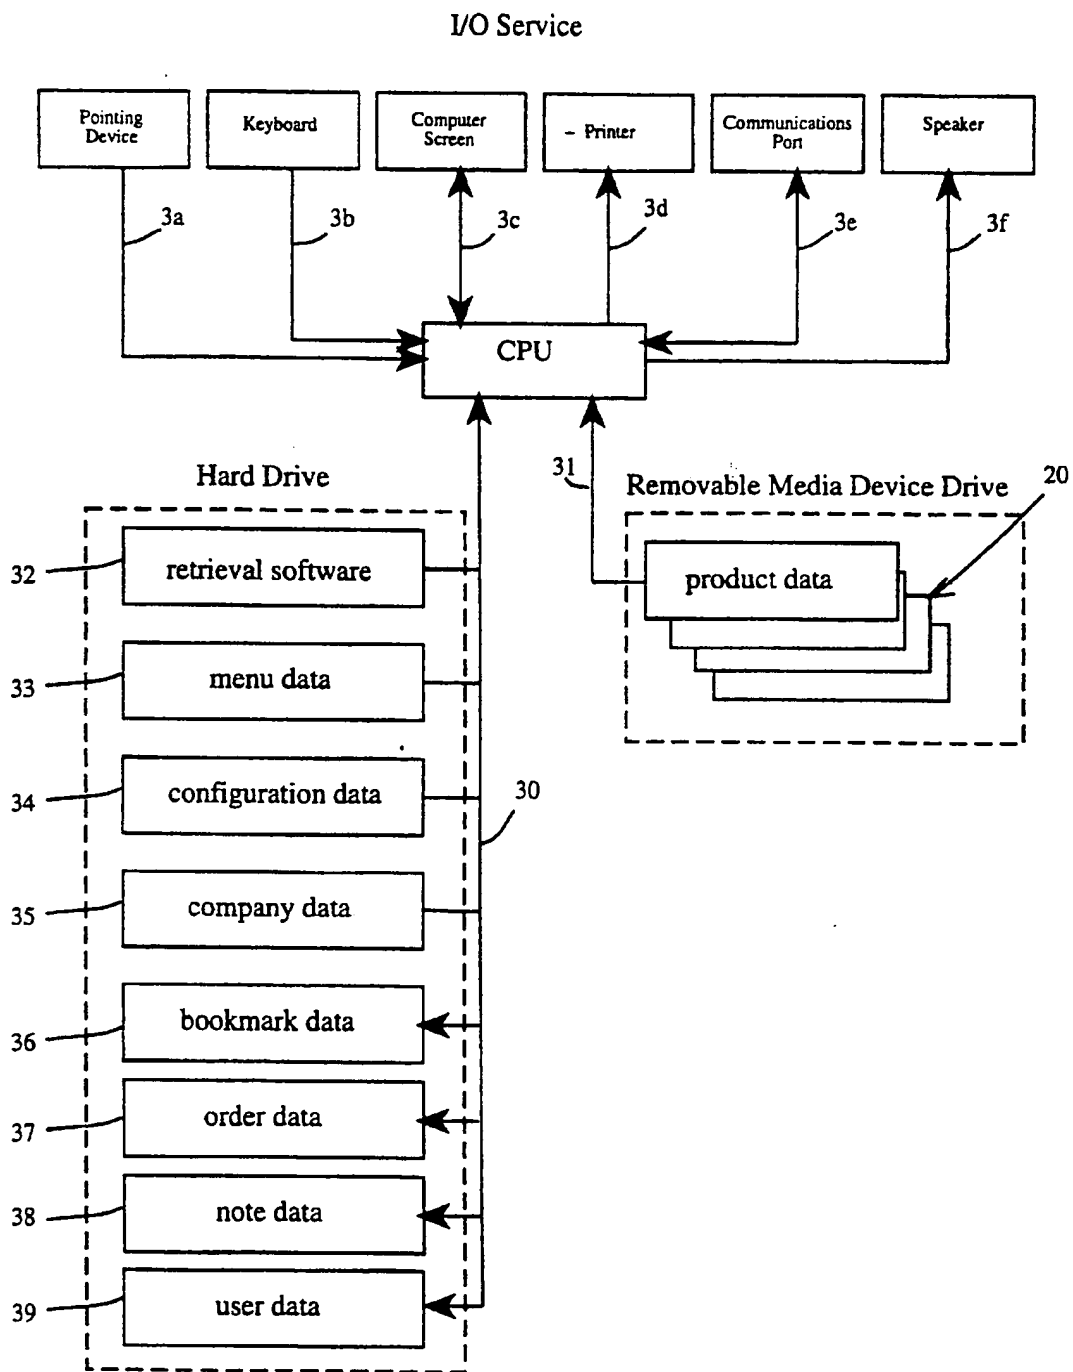 I/O Service
Pointing
Device
Keyboard
Computer
Screen
Printer
Communications
Port
Speaker
3a
3b
3c
3d
3e
3f
CPU
Hard Drive
31
Removable Media Device Drive
20
32
retrieval software
product data
33
menu data
34
configuration data
30
35
company data
36
bookmark data
37
order data
38
note data
39
user data